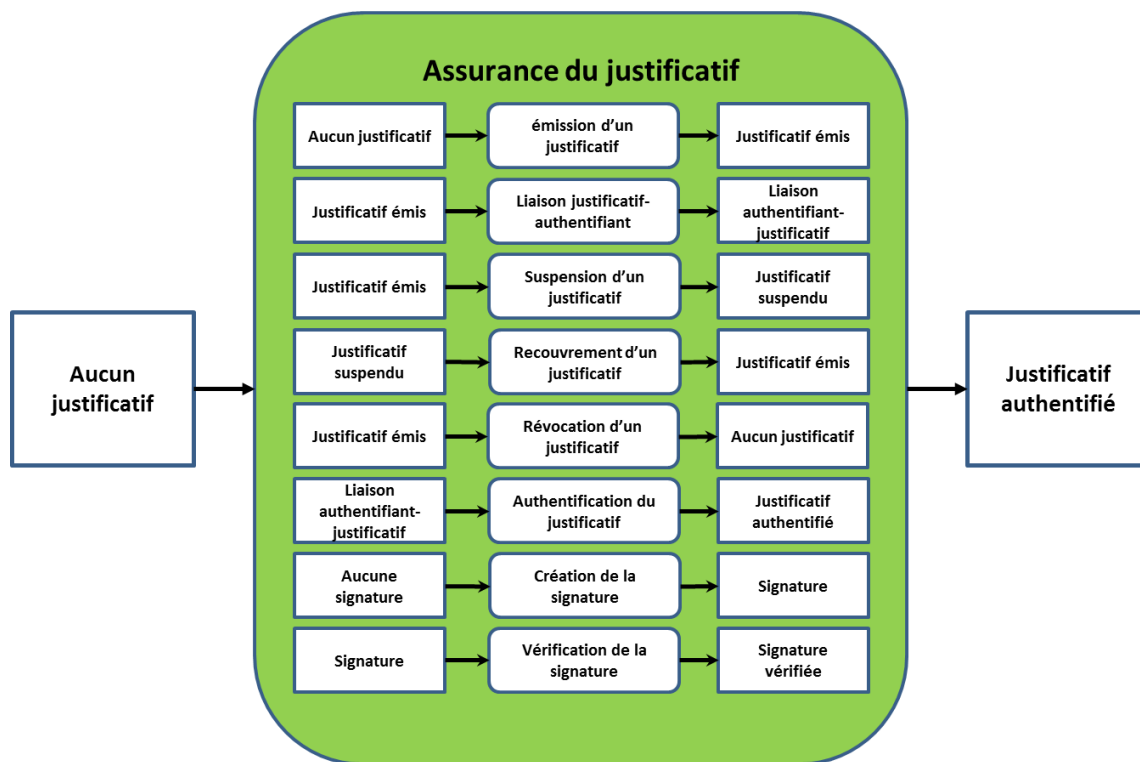 Assurance du justificatif
Aucun justificatif
émission d'un
justificatif
Justificatif émis
Justificatif émis
Liaison justificatif-
authentifiant
Liaison
authentifiant-
justificatif
Justificatif émis
Suspension d'un
justificatif
Justificatif
suspendu
Justificatif
suspendu
Recouvrement d'un
justificatif
Justificatif émis
Justificatif émis
Révocation d'un
justificatif
Aucun justificatif
Liaison
authentifiant-
justificatif
Authentification du
justificatif
Justificatif
authentifié
Aucune
signature
Création de la
signature
Signature
Signature
Vérification de la
signature
Signature
vérifiée
Aucun
justificatif
Justificatif
authentifié